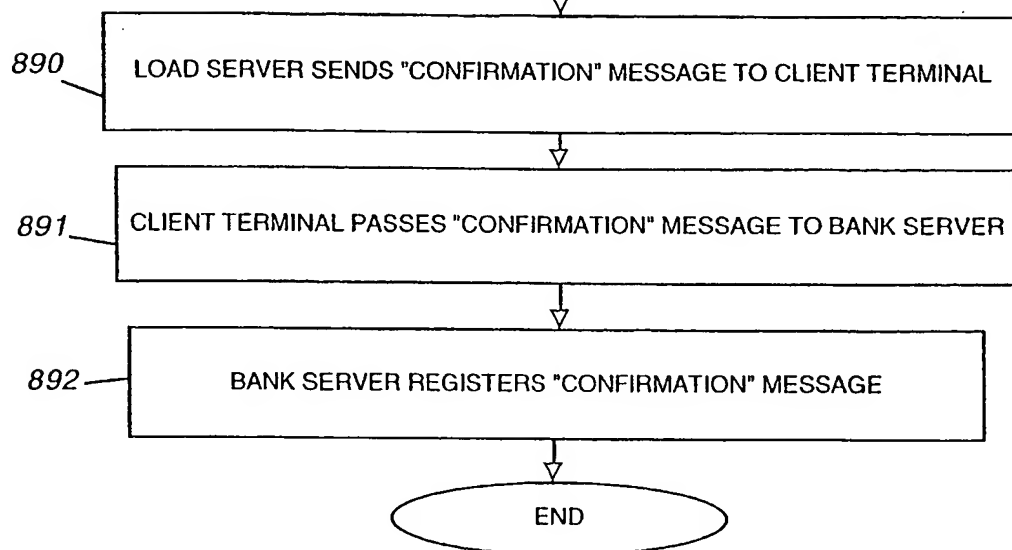 890
LOAD SERVER SENDS "CONFIRMATION" MESSAGE TO CLIENT TERMINAL
891
CLIENT TERMINAL PASSES "CONFIRMATION" MESSAGE TO BANK SERVER
892
BANK SERVER REGISTERS "CONFIRMATION" MESSAGE
END